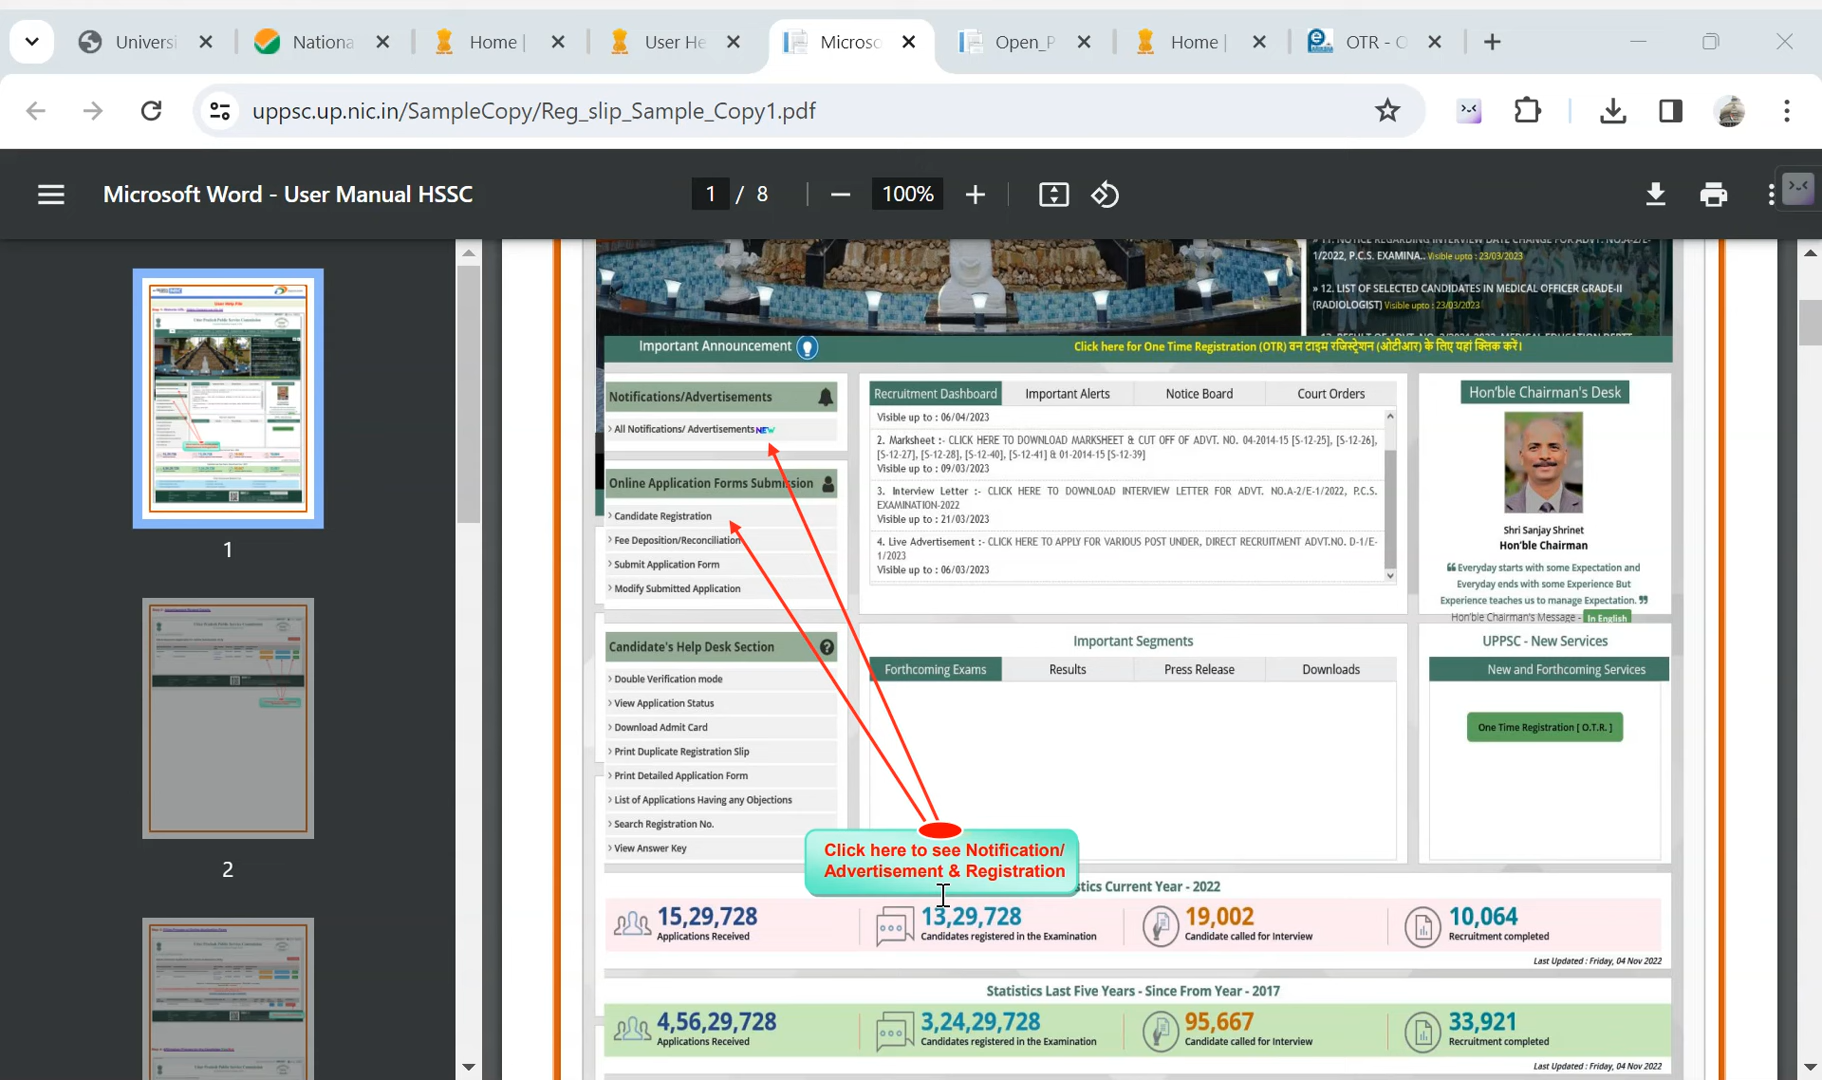 Universi
Nationa
Home |
User He
Microso
Open_P
Home |
OTR - O
uppsc.up.nic.in/SampleCopy/Reg_slip_Sample_Copy1.pdf
Microsoft Word - User Manual HSSC
1 / 8
100%
1
2
11. NOTICE REGARDING INTERVIEW DATE CHANGE FOR ADVT. NO.A-2/E-
1/2022, P.C.S. EXAMINA.. Visible upto : 23/03/2023
» 12. LIST OF SELECTED CANDIDATES IN MEDICAL OFFICER GRADE-II
(RADIOLOGIST) Visible upto : 23/03/2023
Important Announcement
Click here for One Time Registration (OTR) वन टाइम रजिस्ट्रेशन (ओटीआर) के लिए यहां क्लिक करें।
Notifications/Advertisements
› All Notifications/ Advertisements NEW
Online Application Forms Submission
› Candidate Registration
› Fee Deposition/Reconciliation
› Submit Application Form
› Modify Submitted Application
Candidate's Help Desk Section
› Double Verification mode
› View Application Status
› Download Admit Card
› Print Duplicate Registration Slip
› Print Detailed Application Form
› List of Applications Having any Objections
› Search Registration No.
› View Answer Key
Recruitment Dashboard
Important Alerts
Notice Board
Court Orders
Visible up to : 06/04/2023
2. Marksheet :- CLICK HERE TO DOWNLOAD MARKSHEET & CUT OFF OF ADVT. NO. 04-2014-15 [S-12-25], [S-12-26],
[S-12-27], [S-12-28], [S-12-40], [S-12-41] & 01-2014-15 [S-12-39]
Visible up to : 09/03/2023
3. Interview Letter :- CLICK HERE TO DOWNLOAD INTERVIEW LETTER FOR ADVT. NO.A-2/E-1/2022, P.C.S.
EXAMINATION-2022
Visible up to : 21/03/2023
4. Live Advertisement :- CLICK HERE TO APPLY FOR VARIOUS POST UNDER, DIRECT RECRUITMENT ADVT.NO. D-1/E-
1/2023
Visible up to : 06/03/2023
Hon'ble Chairman's Desk
Shri Sanjay Shrinet
Hon'ble Chairman
“Everyday starts with some Expectation and
Everyday ends with some Experience But
Experience teaches us to manage Expectation.”
Hon'ble Chairman's Message - In English
Important Segments
Forthcoming Exams
Results
Press Release
Downloads
UPPSC - New Services
New and Forthcoming Services
One Time Registration [ O.T.R. ]
Click here to see Notification/
Advertisement & Registration
stics Current Year - 2022
15,29,728
Applications Received
13,29,728
Candidates registered in the Examination
19,002
Candidate called for Interview
10,064
Recruitment completed
Last Updated : Friday, 04 Nov 2022
Statistics Last Five Years - Since From Year - 2017
4,56,29,728
Applications Received
3,24,29,728
Candidates registered in the Examination
95,667
Candidate called for Interview
33,921
Recruitment completed
Last Updated : Friday, 04 Nov 2022